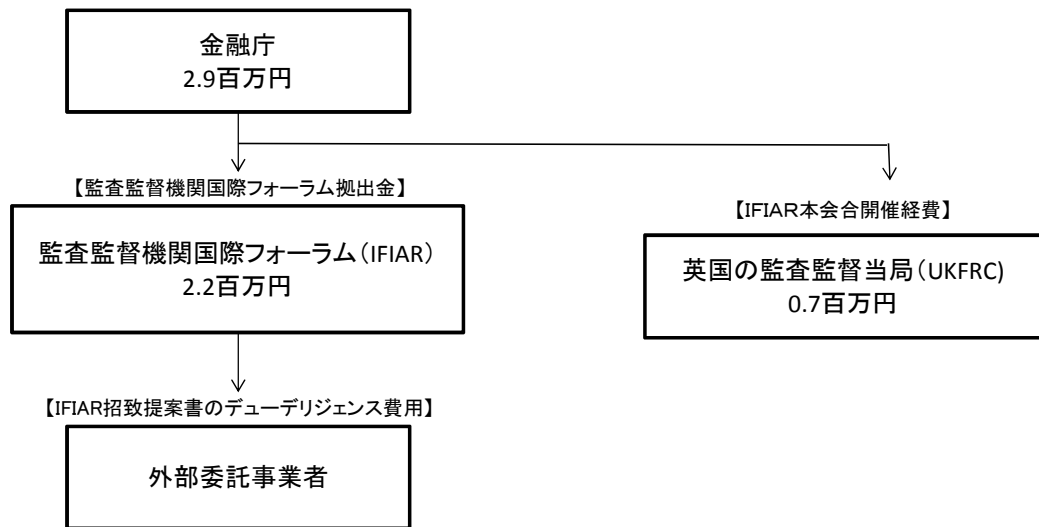 金融庁
2.9百万円
【監査監督機関国際フォーラム拠出金】
監査監督機関国際フォーラム(IFIAR)
2.2百万円
【IFIAR本会合開催経費】
英国の監査監督当局(UKFRC)
0.7百万円
【IFIAR招致提案書のデューデリジェンス費用】
外部委託事業者